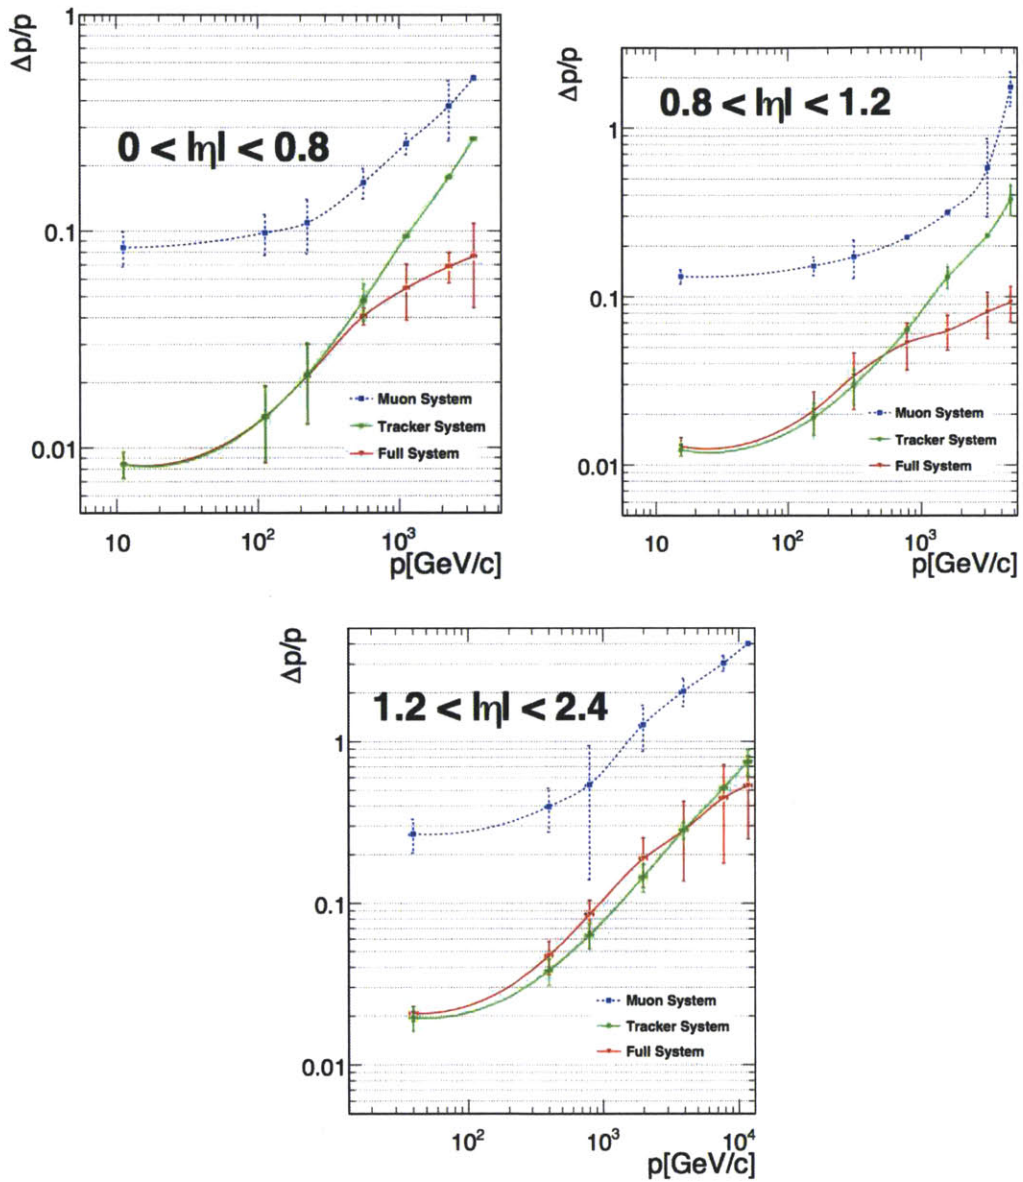 1
Δp/p
0 < |η| < 0.8
0.1
0.01
Muon System
Tracker System
Full System
10
10²
10³
p[GeV/c]
Δp/p
0.8 < |η| < 1.2
1
0.1
0.01
Muon System
Tracker System
Full System
10
10²
10³
p[GeV/c]
Δp/p
1.2 < |η| < 2.4
1
0.1
0.01
Muon System
Tracker System
Full System
10²
10³
10⁴
p[GeV/c]